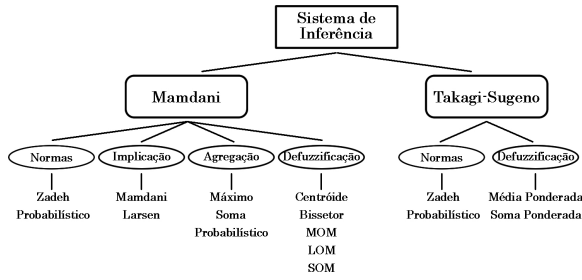 Sistema de
Inferência
Mamdani
Takagi-Sugeno
Normas
Implicação
Agregação
Defuzzificação
Normas
Defuzzificação
Zadeh
Probabilístico
Mamdani
Larsen
Máximo
Soma
Probabilístico
Centróide
Bissetor
MOM
LOM
SOM
Zadeh
Probabilístico
Média Ponderada
Soma Ponderada